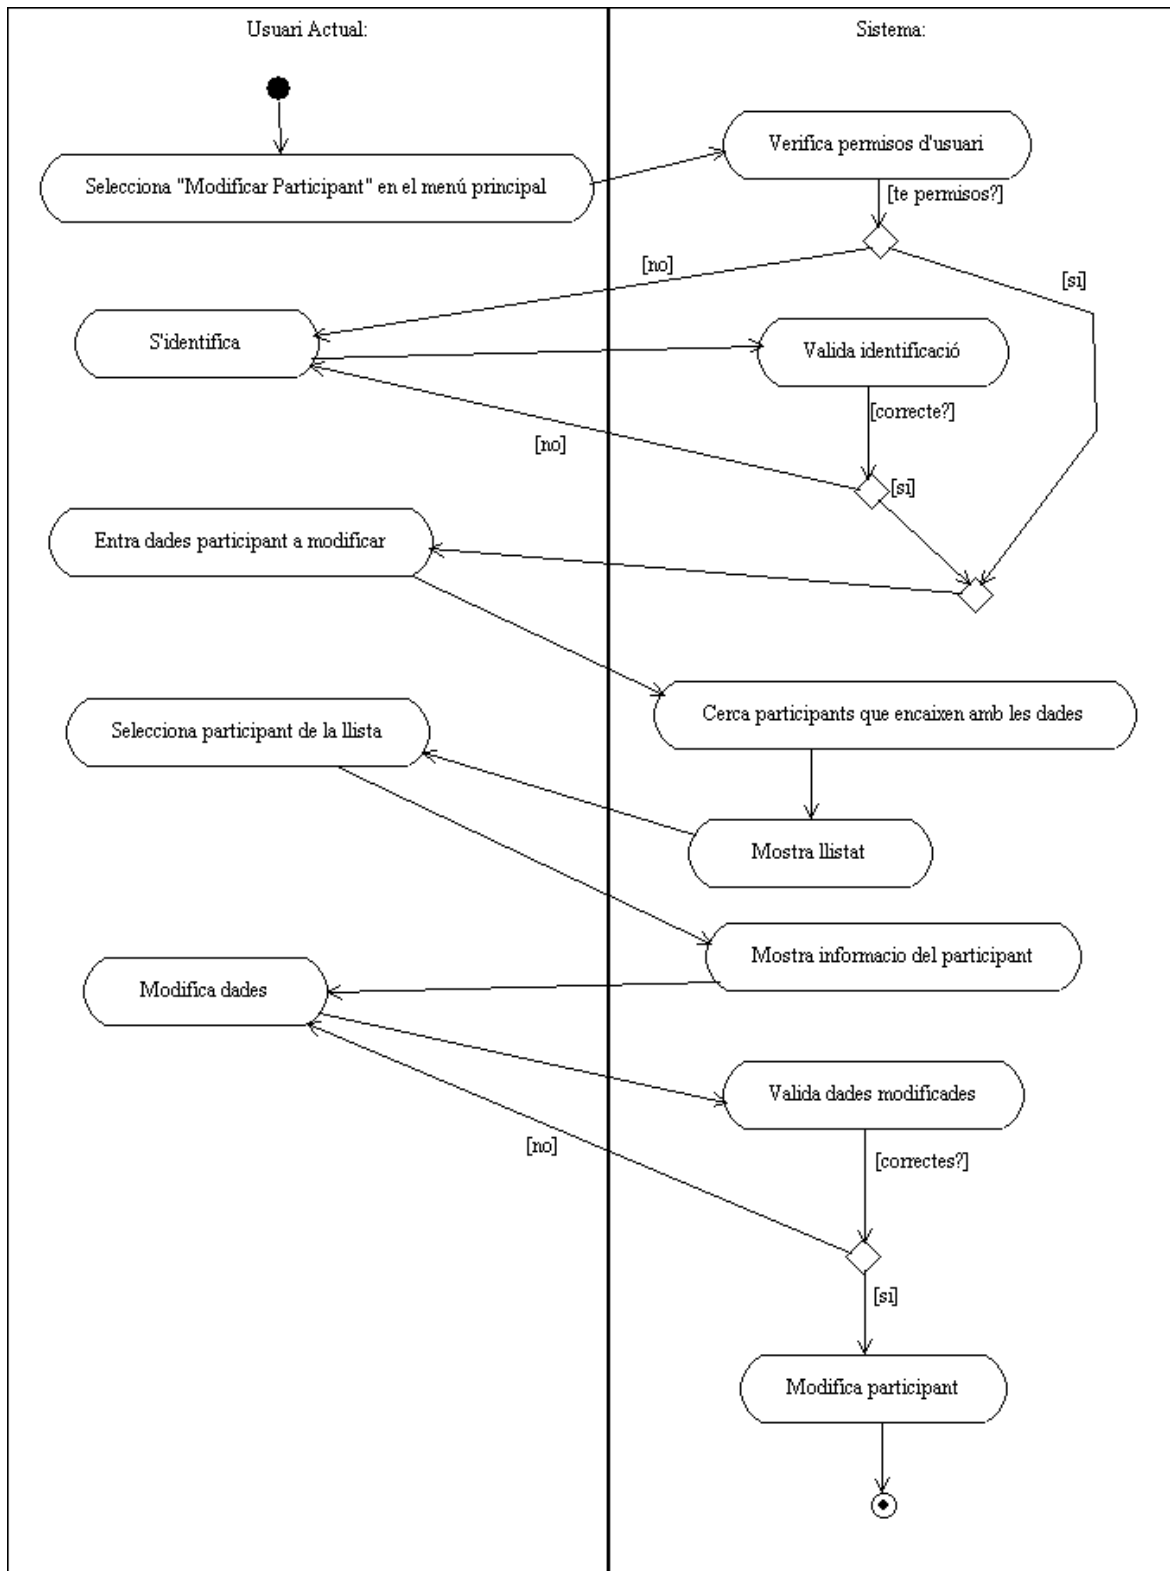 Usuari Actual:
Sistema:
Verifica permisos d'usuari
Selecciona "Modificar Participant" en el menú principal
[te permisos?]
[no]
[si]
S'identifica
Valida identificació
[correcte?]
[no]
[si]
Entra dades participant a modificar
Cerca participants que encaixen amb les dades
Selecciona participant de la llista
Mostra llistat
Mostra informacio del participant
Modifica dades
Valida dades modificades
[no]
[correctes?]
[si]
Modifica participant